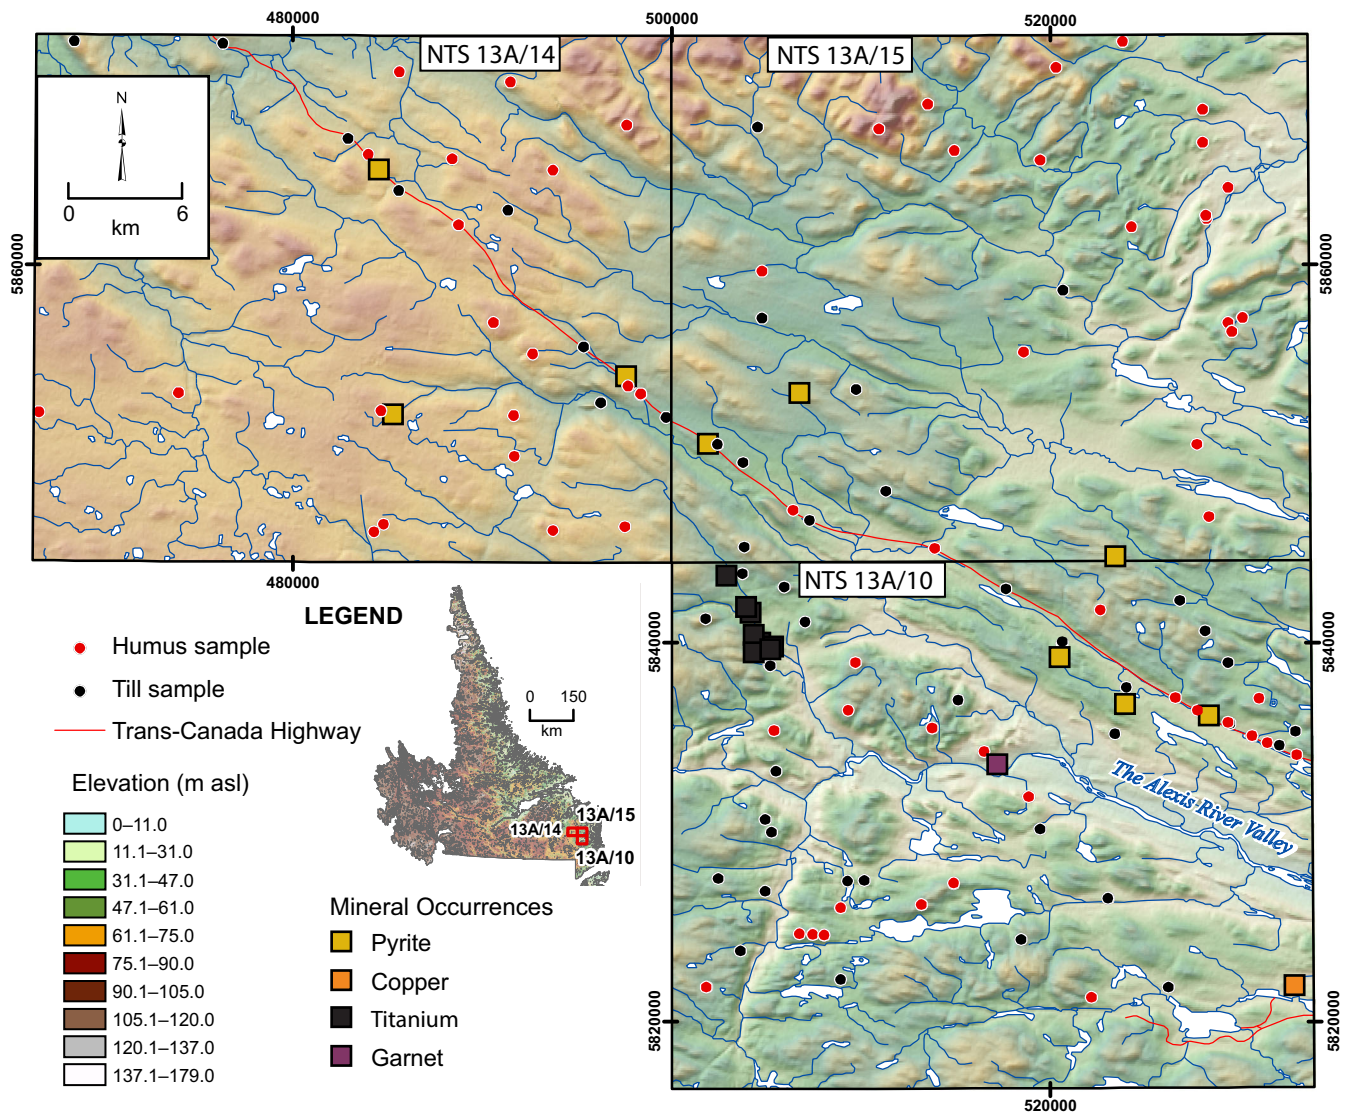 480000
500000
520000
NTS 13A/14
NTS 13A/15
N
0
6
km
5860000
5860000
480000
NTS 13A/10
LEGEND
Humus sample
Till sample
Trans-Canada Highway
0
150
km
5840000
5840000
Elevation (m asl)
0–11.0
11.1–31.0
31.1–47.0
47.1–61.0
61.1–75.0
75.1–90.0
90.1–105.0
105.1–120.0
120.1–137.0
137.1–179.0
13A/15
13A/14
13A/10
The Alexis River Valley
Mineral Occurrences
Pyrite
Copper
Titanium
Garnet
5820000
5820000
520000